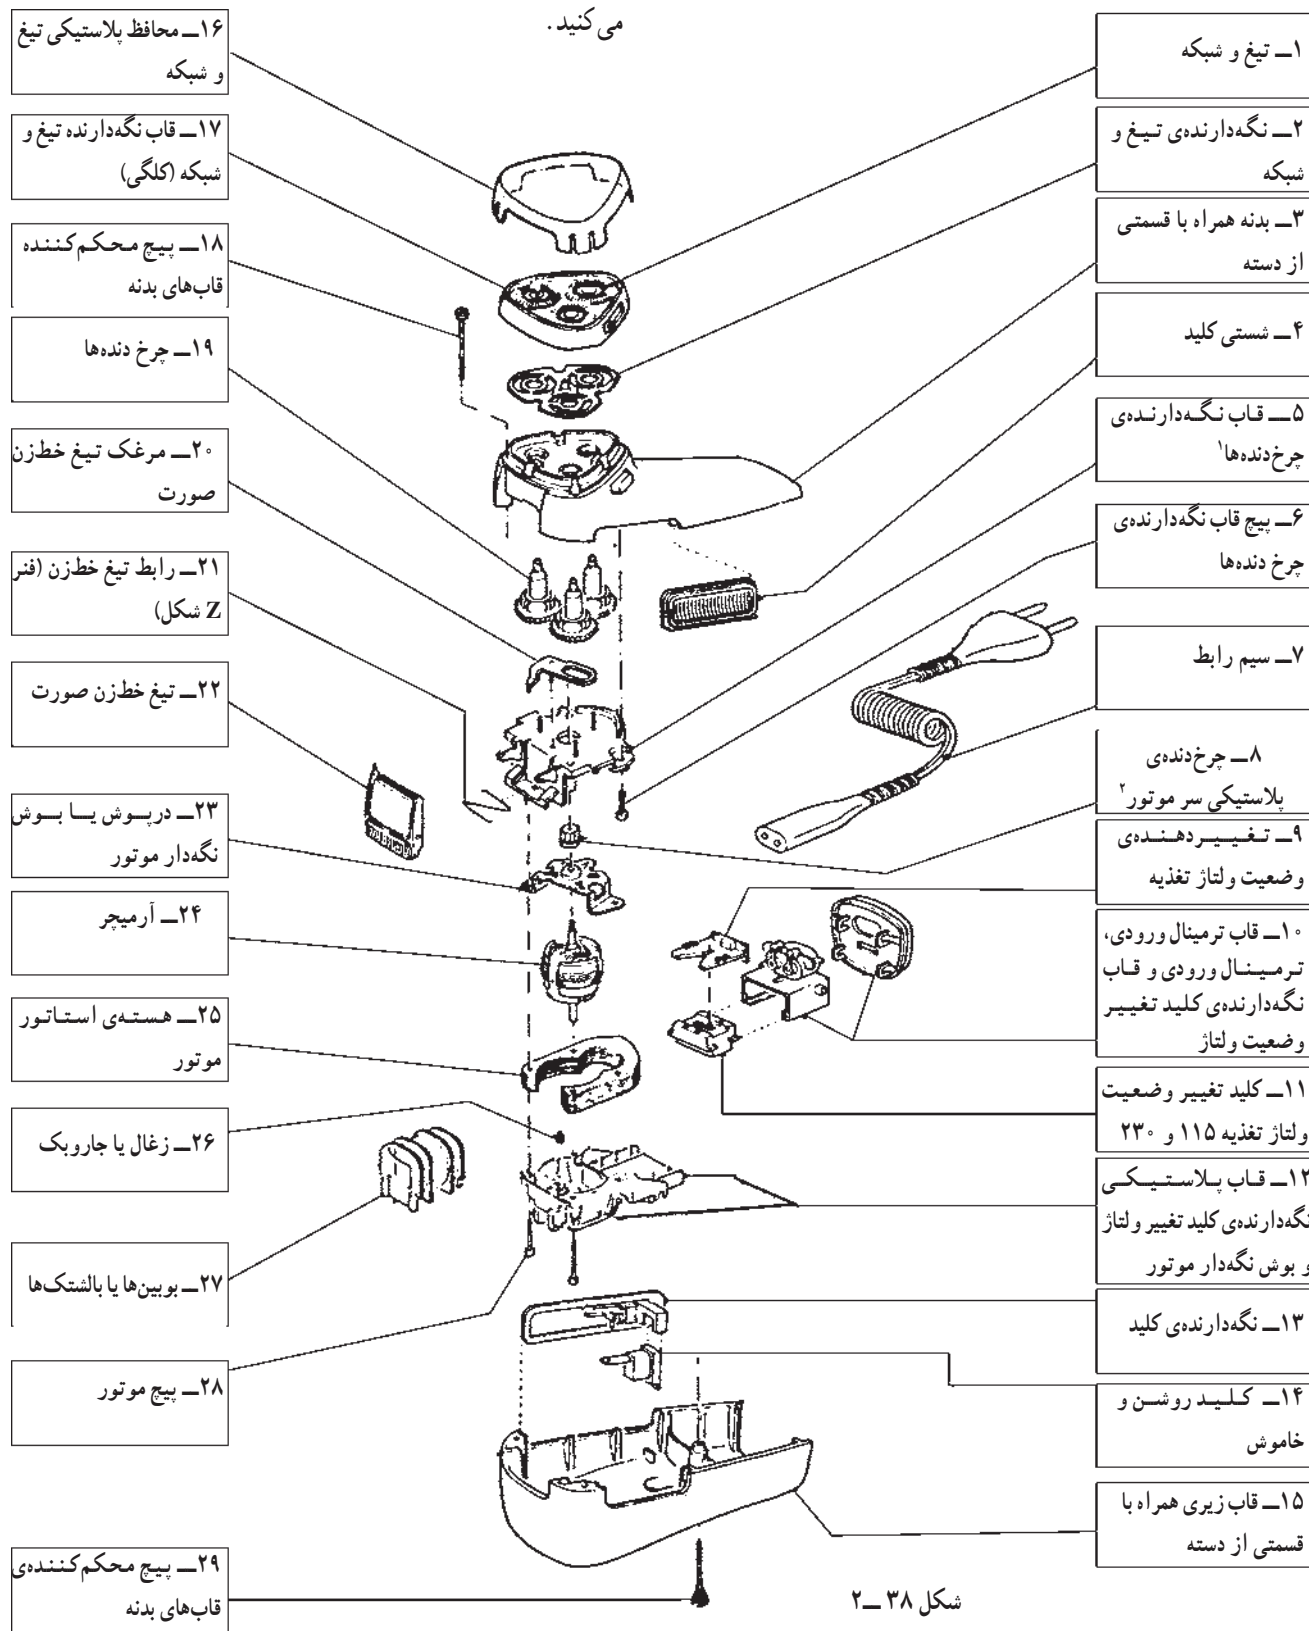 می‌کنید.
۱ــ تیغ و شبکه
۲ــ نگه‌دارنده‌ی تیغ و
شبکه
۳ــ بدنه همراه با قسمتی
از دسته
۴ــ شستی کلید
۵ــ قاب نگه‌دارنده‌ی
چرخ‌دنده‌ها۱
۶ــ پیچ قاب نگه‌دارنده‌ی
چرخ دنده‌ها
۷ــ سیم رابط
۸ــ چرخ‌دنده‌ی
پلاستیکی سر موتور۲
۹ــ تغییردهنده‌ی
وضعیت ولتاژ تغذیه
۱۰ــ قاب ترمینال ورودی،
ترمینال ورودی و قاب
نگه‌دارنده‌ی کلید تغییر
وضعیت ولتاژ
۱۱ــ کلید تغییر وضعیت
ولتاژ تغذیه ۱۱۵ و ۲۳۰
۱۲ــ قاب پلاستیکی
نگه‌دارنده‌ی کلید تغییر ولتاژ
و بوش نگه‌دار موتور
۱۳ــ نگه‌دارنده‌ی کلید
۱۴ــ کلید روشن و
خاموش
۱۵ــ قاب زیری همراه با
قسمتی از دسته
۱۶ــ محافظ پلاستیکی تیغ
و شبکه
۱۷ــ قاب نگه‌دارنده تیغ و
شبکه (کلگی)
۱۸ــ پیچ محکم‌کننده
قاب‌های بدنه
۱۹ــ چرخ دنده‌ها
۲۰ــ مرغک تیغ خط‌زن
صورت
۲۱ــ رابط تیغ خط‌زن (فنر
Z شکل)
۲۲ــ تیغ خط‌زن صورت
۲۳ــ درپوش یا بوش
نگه‌دار موتور
۲۴ــ آرمیچر
۲۵ــ هسته‌ی استاتور
موتور
۲۶ــ زغال یا جاروبک
۲۷ــ بوبین‌ها یا بالشتک‌ها
۲۸ــ پیچ موتور
۲۹ــ پیچ محکم‌کننده‌ی
قاب‌های بدنه
شکل ۳۸ ــ۲